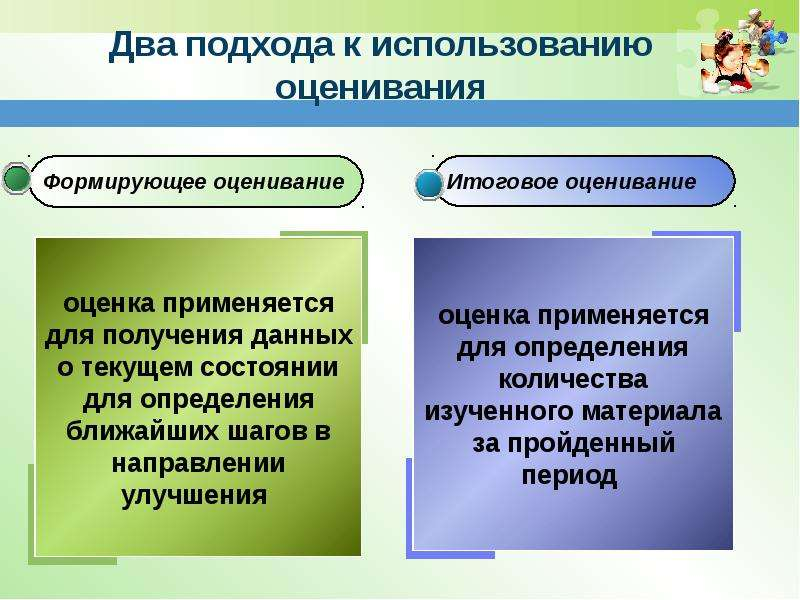 Два подхода к использованию
оценивания
Формирующее оценивание
Итоговое оценивание
оценка применяется
для получения данных
о текущем состоянии
для определения
ближайших шагов в
направлении
улучшения
оценка применяется
для определения
количества
изученного материала
за пройденный
период